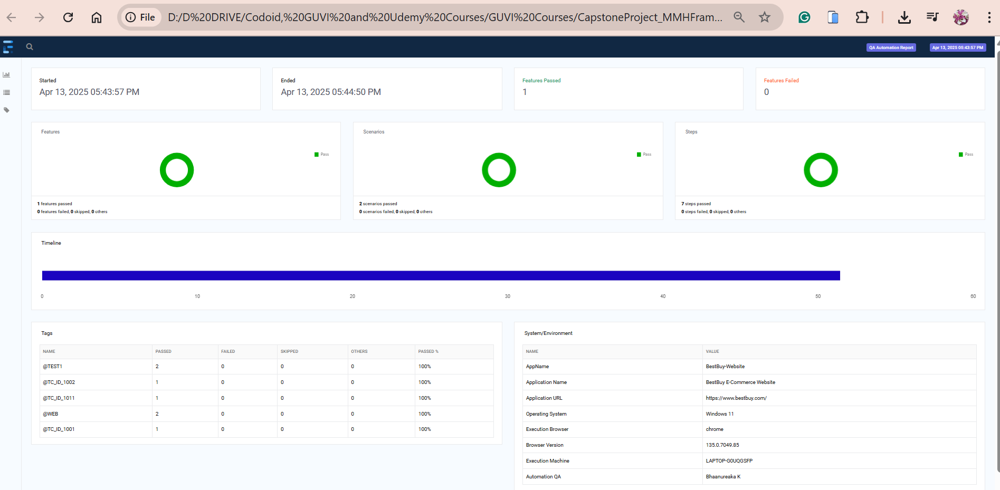 File
D:/D%20DRIVE/Codoid,%20GUVI%20and%20Udemy%20Courses/GUVI%20Courses/CapstoneProject_MMHFram...
QA Automation Report
Apr 13, 2025 05:43:57 PM
Started
Apr 13, 2025 05:43:57 PM
Ended
Apr 13, 2025 05:44:50 PM
Features Passed
1
Features Failed
0
Features
Pass
1 features passed
0 features failed, 0 skipped, 0 others
Scenarios
Pass
2 scenarios passed
0 scenarios failed, 0 skipped, 0 others
Steps
Pass
7 steps passed
0 steps failed, 0 skipped, 0 others
Timeline
0 10 20 30 40 50 60
Tags
NAME PASSED FAILED SKIPPED OTHERS PASSED %
@TEST1 2 0 0 0 100%
@TC_ID_1002 1 0 0 0 100%
@TC_ID_1011 1 0 0 0 100%
@WEB 2 0 0 0 100%
@TC_ID_1001 1 0 0 0 100%
System/Environment
NAME VALUE
AppName BestBuy-Website
Application Name BestBuy E-Commerce Website
Application URL https://www.bestbuy.com/
Operating System Windows 11
Execution Browser chrome
Browser Version 135.0.7049.85
Execution Machine LAPTOP-G0UQGSFP
Automation QA Bhaanureaka K